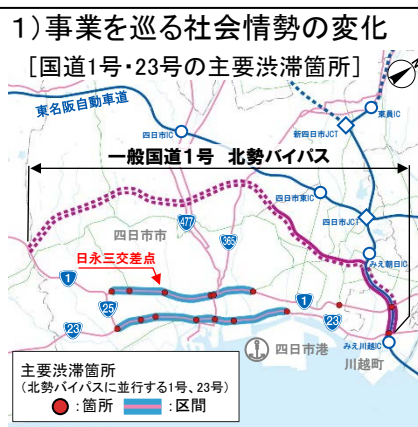 1)事業を巡る社会情勢の変化
[国道1号・23号の主要渋滞箇所]
東名阪自動車道
四日市IC
東員IC
新四日市JCT
一般国道1号 北勢バイパス
四日市東IC
四日市JCT
477
365
四日市市
みえ朝日IC
日永三交差点
1
25
1
23
23
四日市港
みえ川越IC
川越町
主要渋滞箇所
(北勢バイパスに並行する1号、23号)
:箇所 :区間